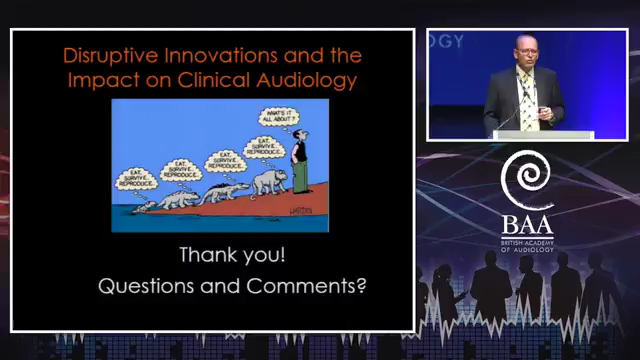 Disruptive Innovations and the
Impact on Clinical Audiology
WHAT'S IT
ALL ABOUT?
EAT,
SURVIVE,
REPRODUCE
EAT,
SURVIVE,
REPRODUCE
EAT,
SURVIVE,
REPRODUCE
EAT,
SURVIVE,
REPRODUCE
Thank you!
Questions and Comments?
OLOGY
BAA
BRITISH ACADEMY
OF AUDIOLOGY